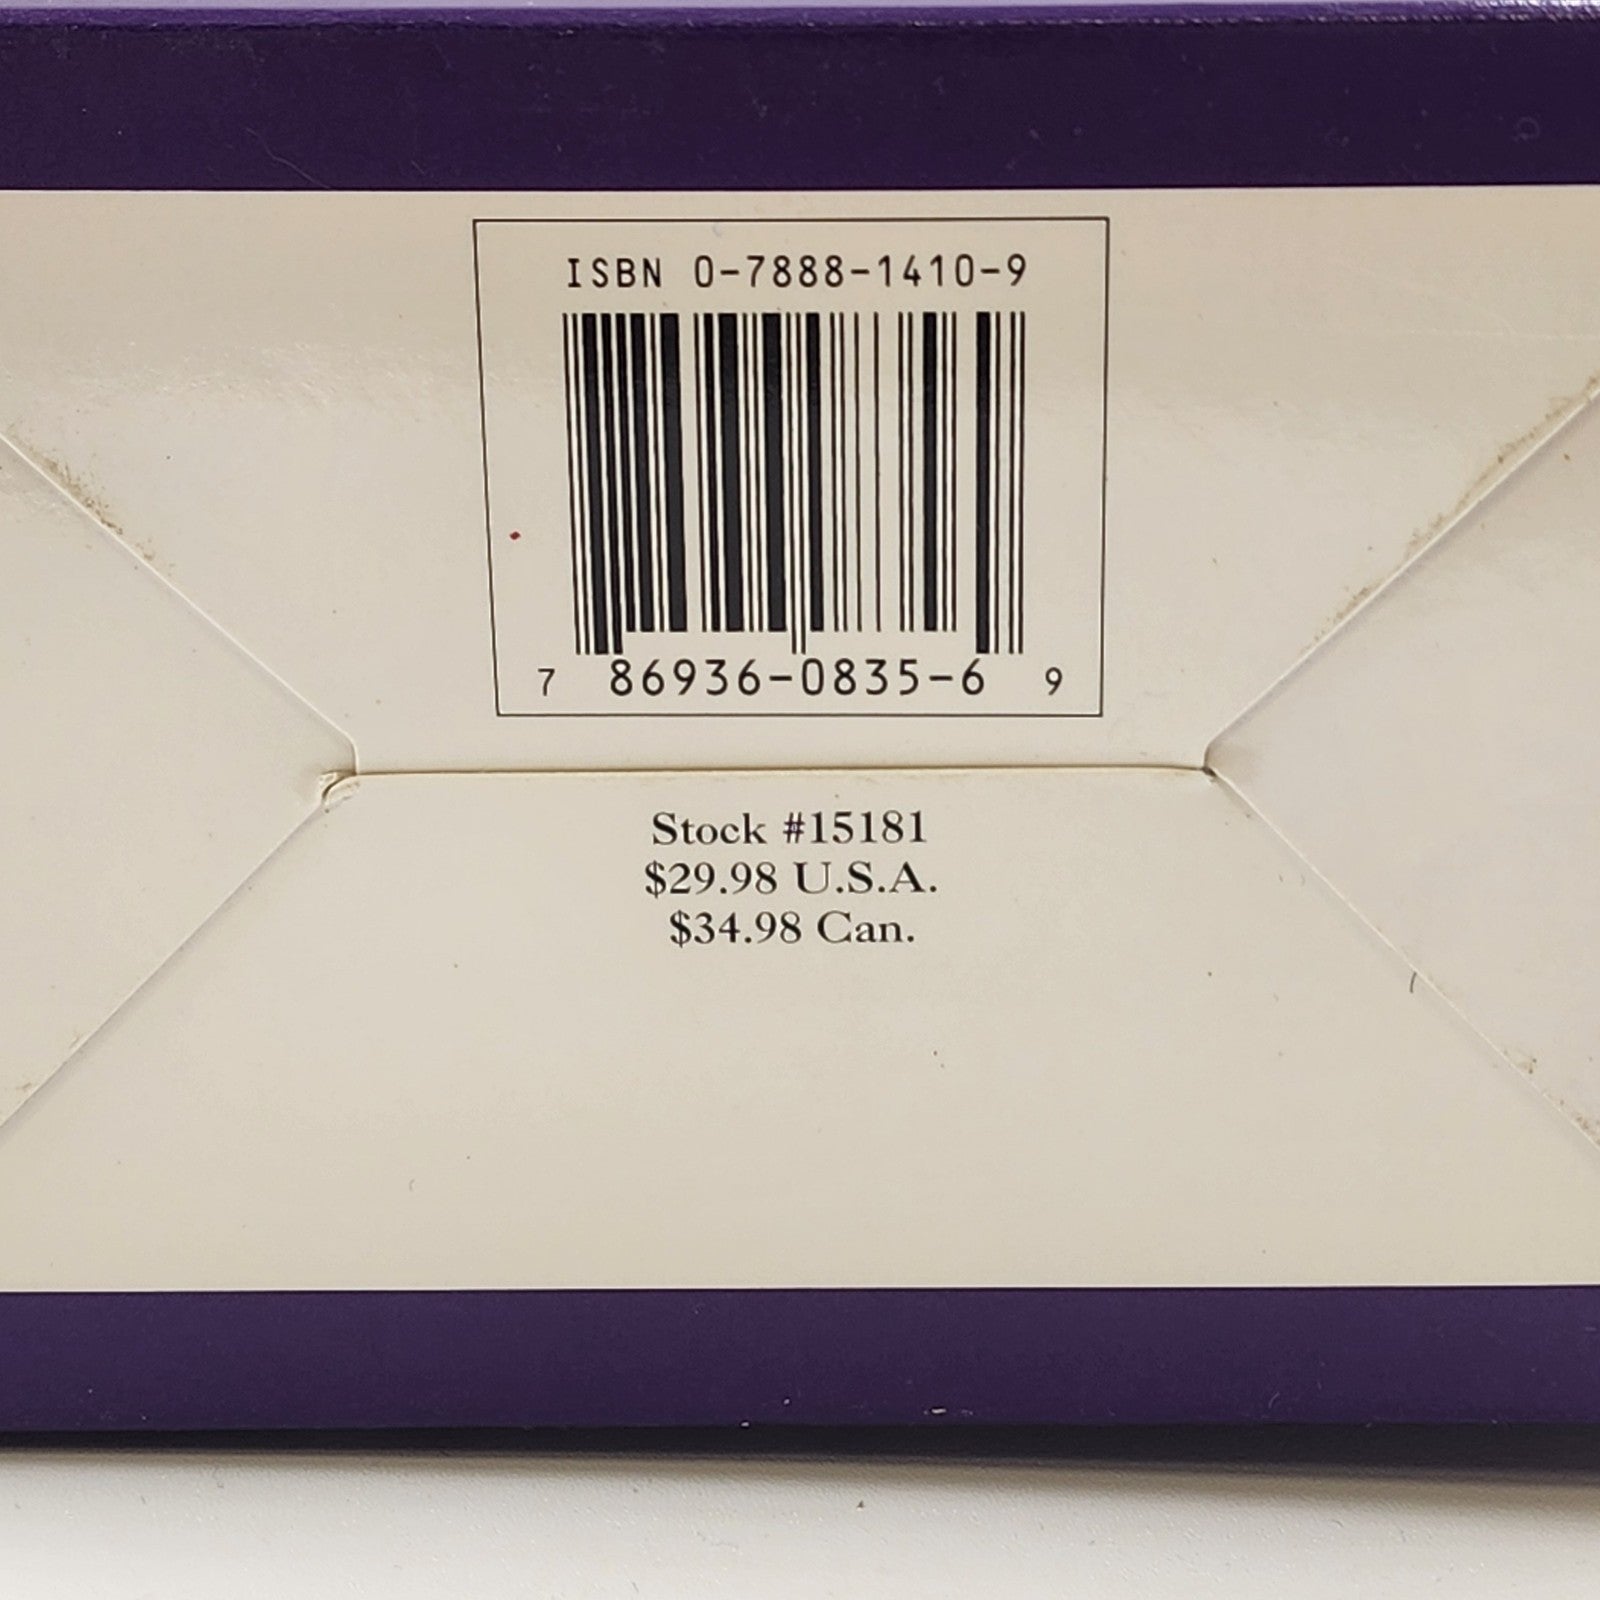 ISBN 0-7888-1410-9
7 86936-0835-6 9
Stock #15181
$29.98 U.S.A.
$34.98 Can.